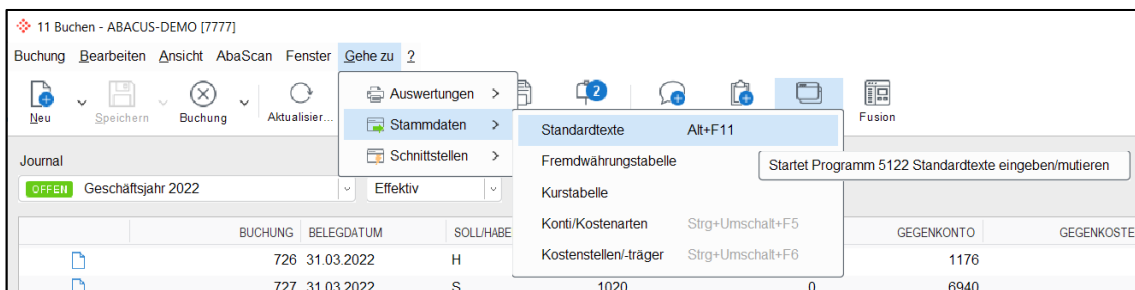 11 Buchen - ABACUS-DEMO [7777]
Buchung Bearbeiten Ansicht AbaScan Fenster Gehe zu ?
Neu Speichern Buchung Aktualisier... 2 Fusion
Auswertungen >
Stammdaten >
Schnittstellen >
Standardtexte Alt+F11
Fremdwährungstabelle
Kurstabelle
Konti/Kostenarten Strg+Umschalt+F5
Kostenstellen/-träger Strg+Umschalt+F6
Startet Programm 5122 Standardtexte eingeben/mutieren
Journal
OFFEN Geschäftsjahr 2022 Effektiv
BUCHUNG BELEGDATUM SOLL/HABE GEGENKONTO GEGENKOSTE
726 31.03.2022 H 1176
727 31.03.2022 S 1020 0 6940